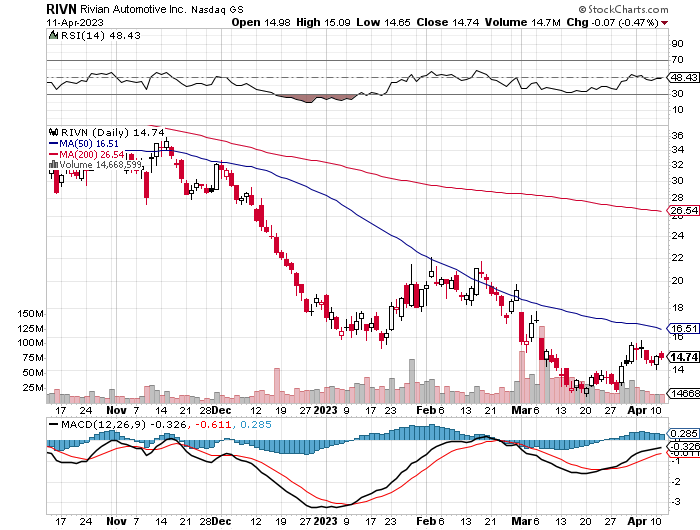 RIVN Rivian Automotive Inc. Nasdaq GS © StockCharts.com
11-Apr-2023 Open 14.98 High 15.09 Low 14.65 Close 14.74 Volume 14.7M Chg -0.07 (-0.47%)
RSI(14) 48.43
90
70
48.43
30
10
RIVN (Daily) 14.74
MA(50) 16.51
MA(200) 26.54
Volume 14,668,599
36
34
32
30
28
26.54
24
22
20
18
16.51
16
14.74
14
14668
150M
125M
100M
75M
50M
25M
17 24 Nov 7 14 21 28 Dec 12 19 27 2023 9 17 23 Feb 6 13 21 Mar 6 13 20 27 Apr 10
MACD(12,26,9) -0.326, -0.611, 0.285
0.285
-0.326
-0.611
-1
-2
-3
17 24 Nov 7 14 21 28 Dec 12 19 27 2023 9 17 23 Feb 6 13 21 Mar 6 13 20 27 Apr 10